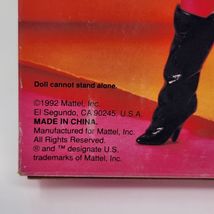 Doll cannot stand alone.
©1992 Mattel, Inc.
El Segundo, CA 90245 U.S.A.
MADE IN CHINA.
Manufactured for Mattel, Inc.
All Rights Reserved.
® and ™ designate U.S.
trademarks of Mattel, Inc.